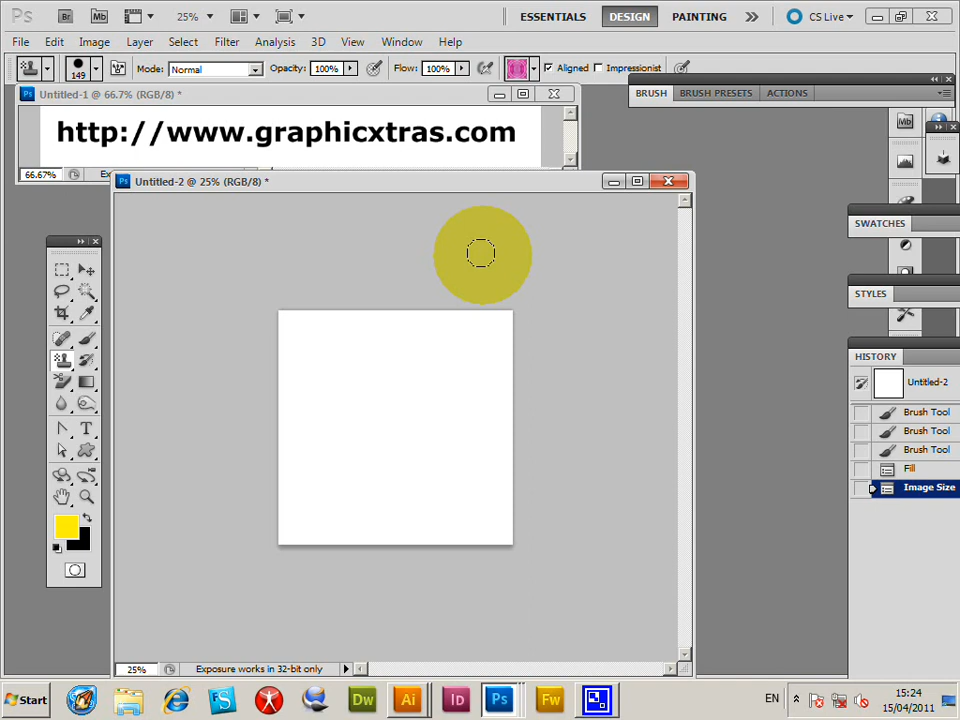 Ps Br Mb 25% ESSENTIALS DESIGN PAINTING CS Live
File Edit Image Layer Select Filter Analysis 3D View Window Help
149 Mode: Normal Opacity: 100% Flow: 100% Aligned Impressionist
BRUSH BRUSH PRESETS ACTIONS
Ps Untitled-1 @ 66.7% (RGB/8) *
http://www.graphicxtras.com
66.67% Ex
Mb
Ps Untitled-2 @ 25% (RGB/8) *
SWATCHES
STYLES
HISTORY
Untitled-2
Brush Tool
Brush Tool
Brush Tool
Fill
Image Size
T
25% Exposure works in 32-bit only
Start Dw Ai Id Ps Fw EN 15:24
15/04/2011